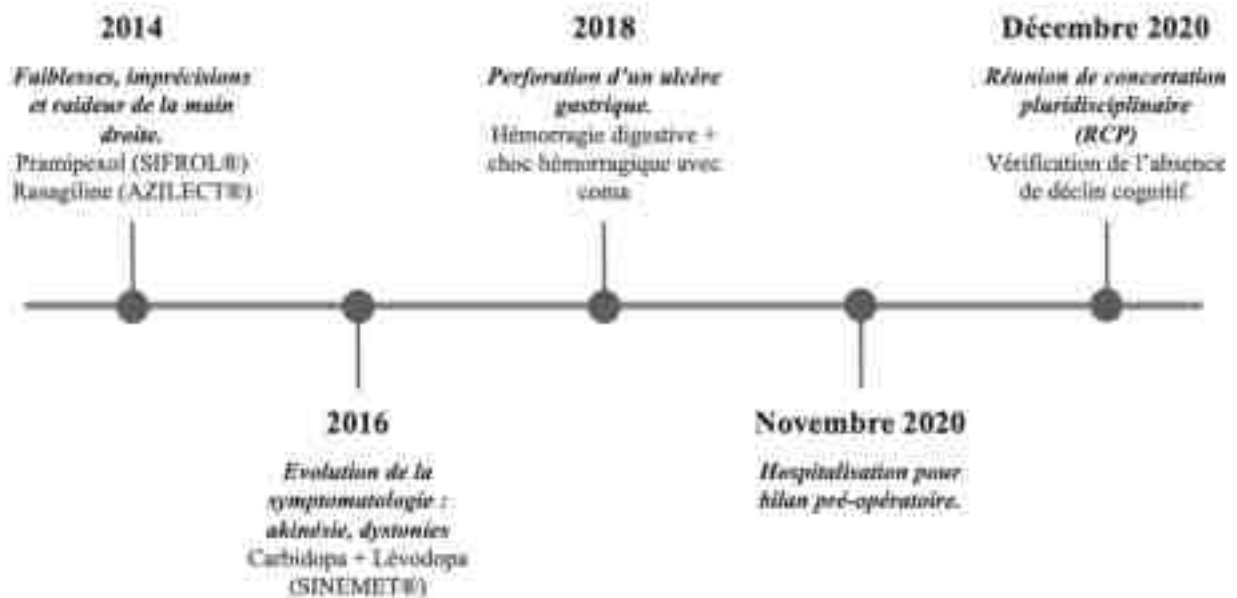 2014
Faiblesses, imprécisions
et raideur de la main
droite.
Pramipexol (SIFROL®)
Rasagiline (AZILECT®)
2018
Perforation d'un ulcère
gastrique.
Hémorragie digestive +
choc hémorragique avec
coma
Décembre 2020
Réunion de concertation
pluridisciplinaire
(RCP)
Vérification de l'absence
de déclin cognitif.
2016
Evolution de la
symptomatologie :
akinésie, dystonies
Carbidopa + Lévodopa
(SINEMET®)
Novembre 2020
Hospitalisation pour
bilan pré-opératoire.